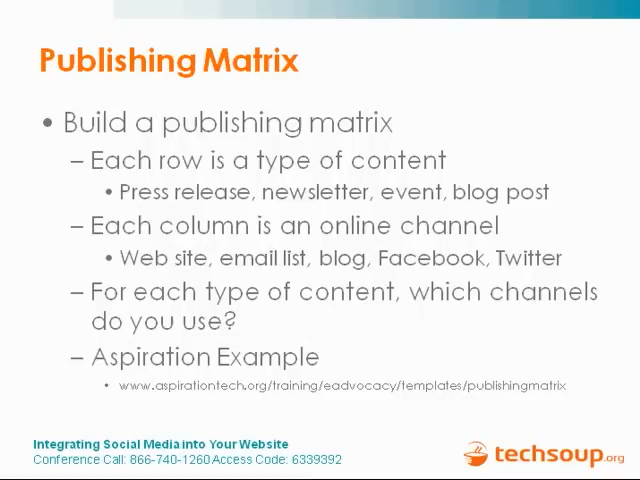 Publishing Matrix
• Build a publishing matrix
– Each row is a type of content
• Press release, newsletter, event, blog post
– Each column is an online channel
• Web site, email list, blog, Facebook, Twitter
– For each type of content, which channels
do you use?
– Aspiration Example
• www.aspirationtech.org/training/eadvocacy/templates/publishingmatrix
Integrating Social Media into Your Website
Conference Call: 866-740-1260 Access Code: 6339392
techsoup.org